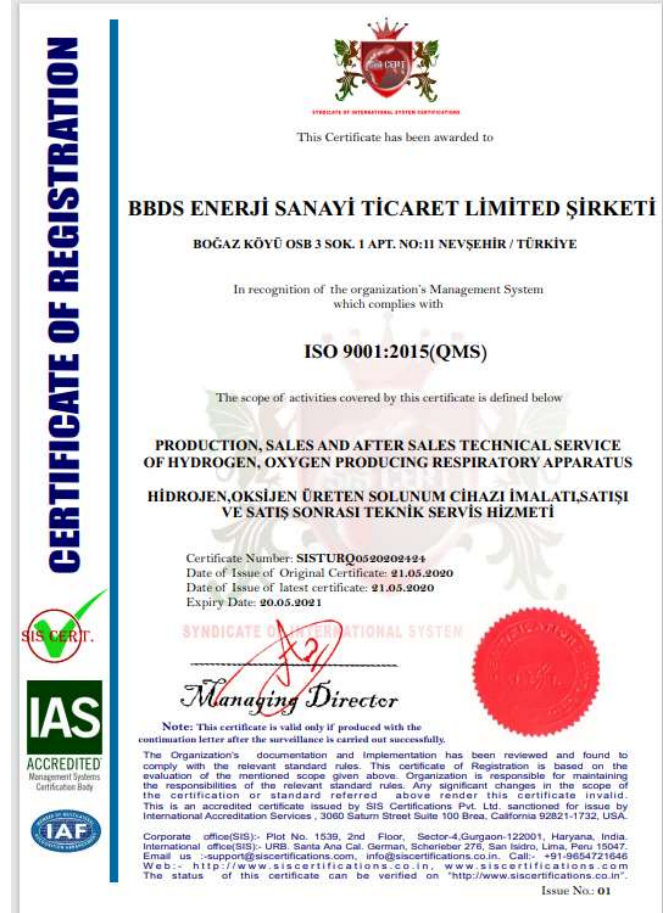 CERTIFICATE OF REGISTRATION
SIS CERT
SYNDICATE OF INTERNATIONAL SYSTEM CERTIFICATIONS
This Certificate has been awarded to
BBDS ENERJİ SANAYİ TİCARET LİMİTED ŞİRKETİ
BOĞAZ KÖYÜ OSB 3 SOK. 1 APT. NO:11 NEVŞEHİR / TÜRKİYE
In recognition of the organization's Management System
which complies with
ISO 9001:2015(QMS)
The scope of activities covered by this certificate is defined below
PRODUCTION, SALES AND AFTER SALES TECHNICAL SERVICE
OF HYDROGEN, OXYGEN PRODUCING RESPIRATORY APPARATUS
HİDROJEN,OKSİJEN ÜRETEN SOLUNUM CİHAZI İMALATI,SATIŞI
VE SATIŞ SONRASI TEKNİK SERVİS HİZMETİ
Certificate Number: SISTURQ0520202424
Date of Issue of Original Certificate: 21.05.2020
Date of Issue of latest certificate: 21.05.2020
Expiry Date: 20.05.2021
SYNDICATE OF INTERNATIONAL SYSTEM
Managing Director
Note: This certificate is valid only if produced with the
continuation letter after the surveillance is carried out successfully.
The Organization's documentation and Implementation has been reviewed and found to
comply with the relevant standard rules. This certificate of Registration is based on the
evaluation of the mentioned scope given above. Organization is responsible for maintaining
the responsibilities of the relevant standard rules. Any significant changes in the scope of
the certification or standard referred above render this certificate invalid.
This is an accredited certificate issued by SIS Certifications Pvt. Ltd. sanctioned for issue by
International Accreditation Services , 3060 Saturn Street Suite 100 Brea, California 92821-1732, USA.
Corporate office(SIS):- Plot No. 1539, 2nd Floor, Sector-4,Gurgaon-122001, Haryana, India.
International office(SIS):- URB. Santa Ana Cal. German, Scherieber 276, San Isidro, Lima, Peru 15047.
Email us :-support@siscertifications.com, info@siscertifications.co.in. Call:- +91-9654721646
Web:- http://www.siscertifications.co.in, www.siscertifications.com
The status of this certificate can be verified on "http://www.siscertifications.co.in".
Issue No.: 01
SIS CERT.
IAS
ACCREDITED
Management Systems
Certification Body
IAF